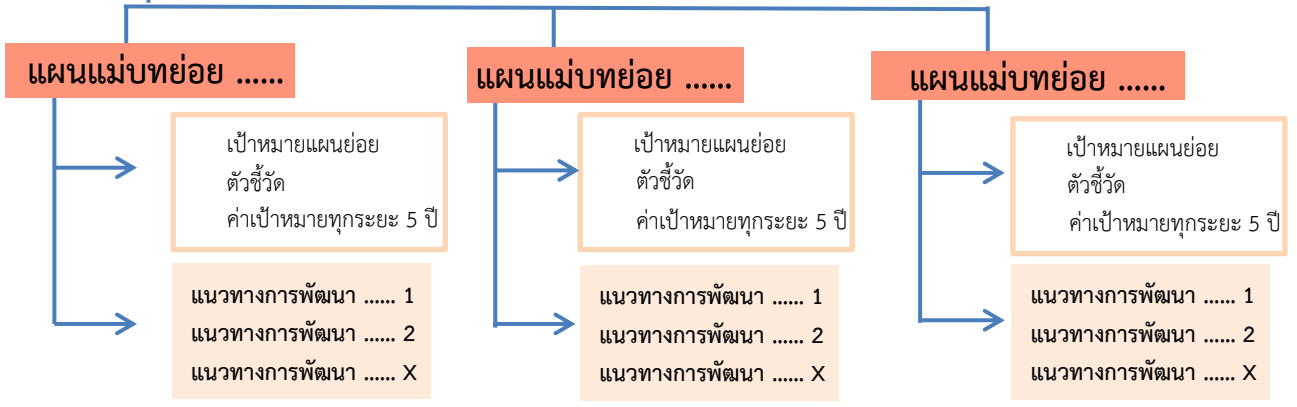 แผนแม่บทย่อย ......
เป้าหมายแผนย่อย
ตัวชี้วัด
ค่าเป้าหมายทุกระยะ 5 ปี
แนวทางการพัฒนา ...... 1
แนวทางการพัฒนา ...... 2
แนวทางการพัฒนา ...... X
แผนแม่บทย่อย ......
เป้าหมายแผนย่อย
ตัวชี้วัด
ค่าเป้าหมายทุกระยะ 5 ปี
แนวทางการพัฒนา ...... 1
แนวทางการพัฒนา ...... 2
แนวทางการพัฒนา ...... X
แผนแม่บทย่อย ......
เป้าหมายแผนย่อย
ตัวชี้วัด
ค่าเป้าหมายทุกระยะ 5 ปี
แนวทางการพัฒนา ...... 1
แนวทางการพัฒนา ...... 2
แนวทางการพัฒนา ...... X